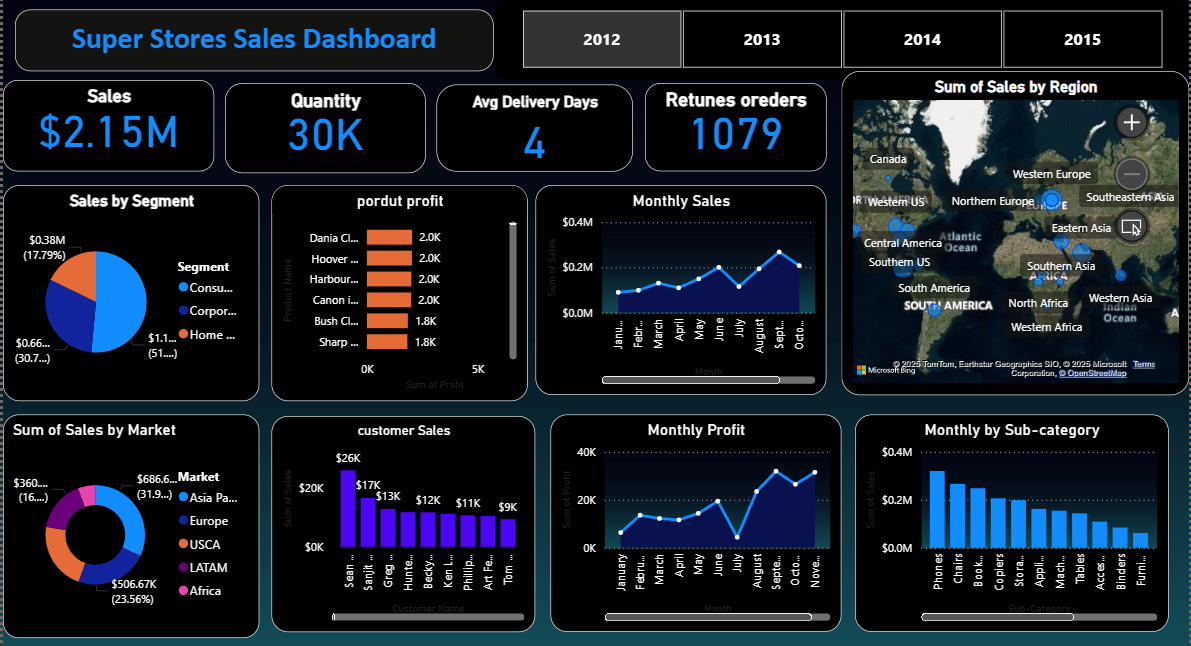 Super Stores Sales Dashboard
2012
2013
2014
2015
Sales
$2.15M
Quantity
30K
Avg Delivery Days
4
Retunes oreders
1079
Sum of Sales by Region
Canada
Western US
Central America
Southern US
South America
SOUTH AMERICA
Atlantic
Ocean
Western Europe
Northern Europe
EUROPE
Southeastern Asia
Eastern Asia
Southern Asia
AFRICA
North Africa
Western Asia
Western Africa
Indian
Ocean
Microsoft Bing
© 2025 TomTom, Earthstar Geographics SIO, © 2025 Microsoft Corporation, © OpenStreetMap
Terms
Sales by Segment
$0.38M
(17.79%)
$0.66...
(30.7...)
$1.1...
(51....)
Segment
Consu...
Corpor...
Home ...
pordut profit
Product Name
Dania Cl... 2.0K
Hoover ... 2.0K
Harbour... 2.0K
Canon i... 2.0K
Bush Cl... 1.8K
Sharp ... 1.8K
0K
5K
Sum of Profit
Monthly Sales
Sum of Sales
$0.4M
$0.2M
$0.0M
Janu...
Febr...
March
April
May
June
July
August
Sept...
Octo...
Month
Sum of Sales by Market
$360....
(16....)
$686.6...
(31.9...)
$506.67K
(23.56%)
Market
Asia Pa...
Europe
USCA
LATAM
Africa
customer Sales
Sum of Sales
$20K
$0K
$26K
$17K
$13K
$12K
$11K
$9K
Sean ...
Sanjit ...
Greg ...
Hunte...
Becky...
Ken L...
Phillip...
Art Fe...
Tom ...
Customer Name
Monthly Profit
Sum of Profit
40K
20K
0K
January
Febru...
March
April
May
June
July
August
Septe...
Octo...
Nove...
Month
Monthly by Sub-category
Sum of Sales
$0.4M
$0.2M
$0.0M
Phones
Chairs
Book...
Copiers
Stora...
Appli...
Mach...
Tables
Acces...
Binders
Furni...
Sub-Category